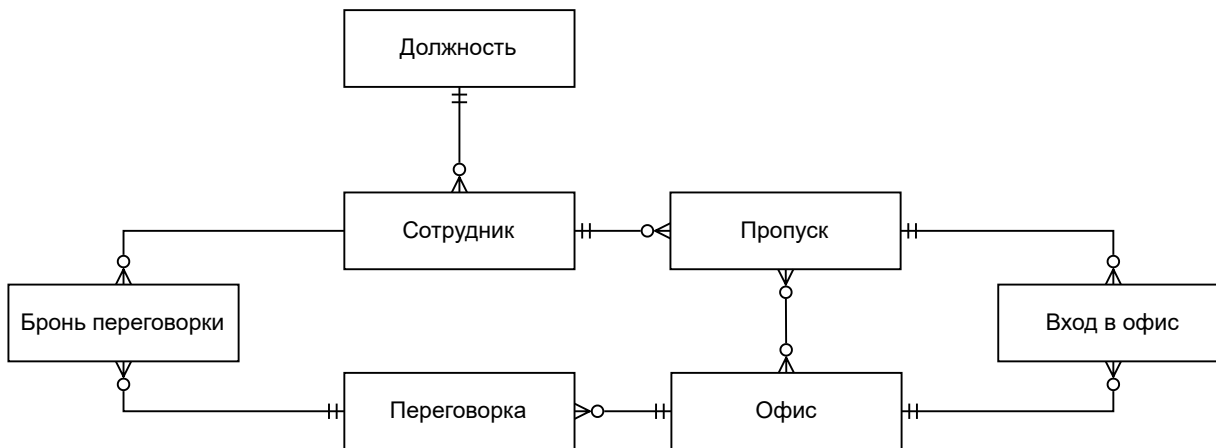 Должность
Сотрудник
Пропуск
Бронь переговорки
Вход в офис
Переговорка
Офис